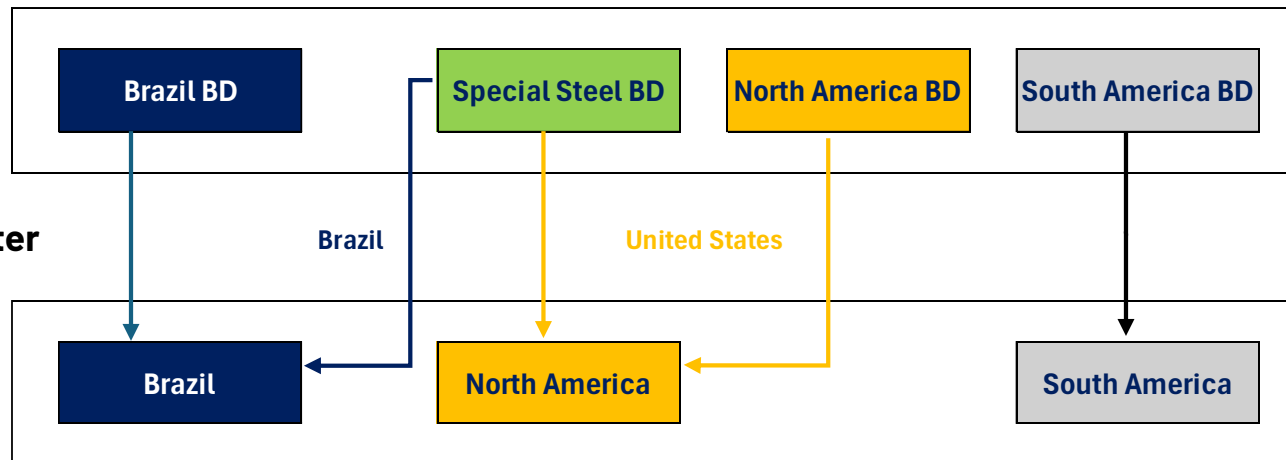 Brazil BD
Special Steel BD
North America BD
South America BD
ter
Brazil
United States
Brazil
North America
South America